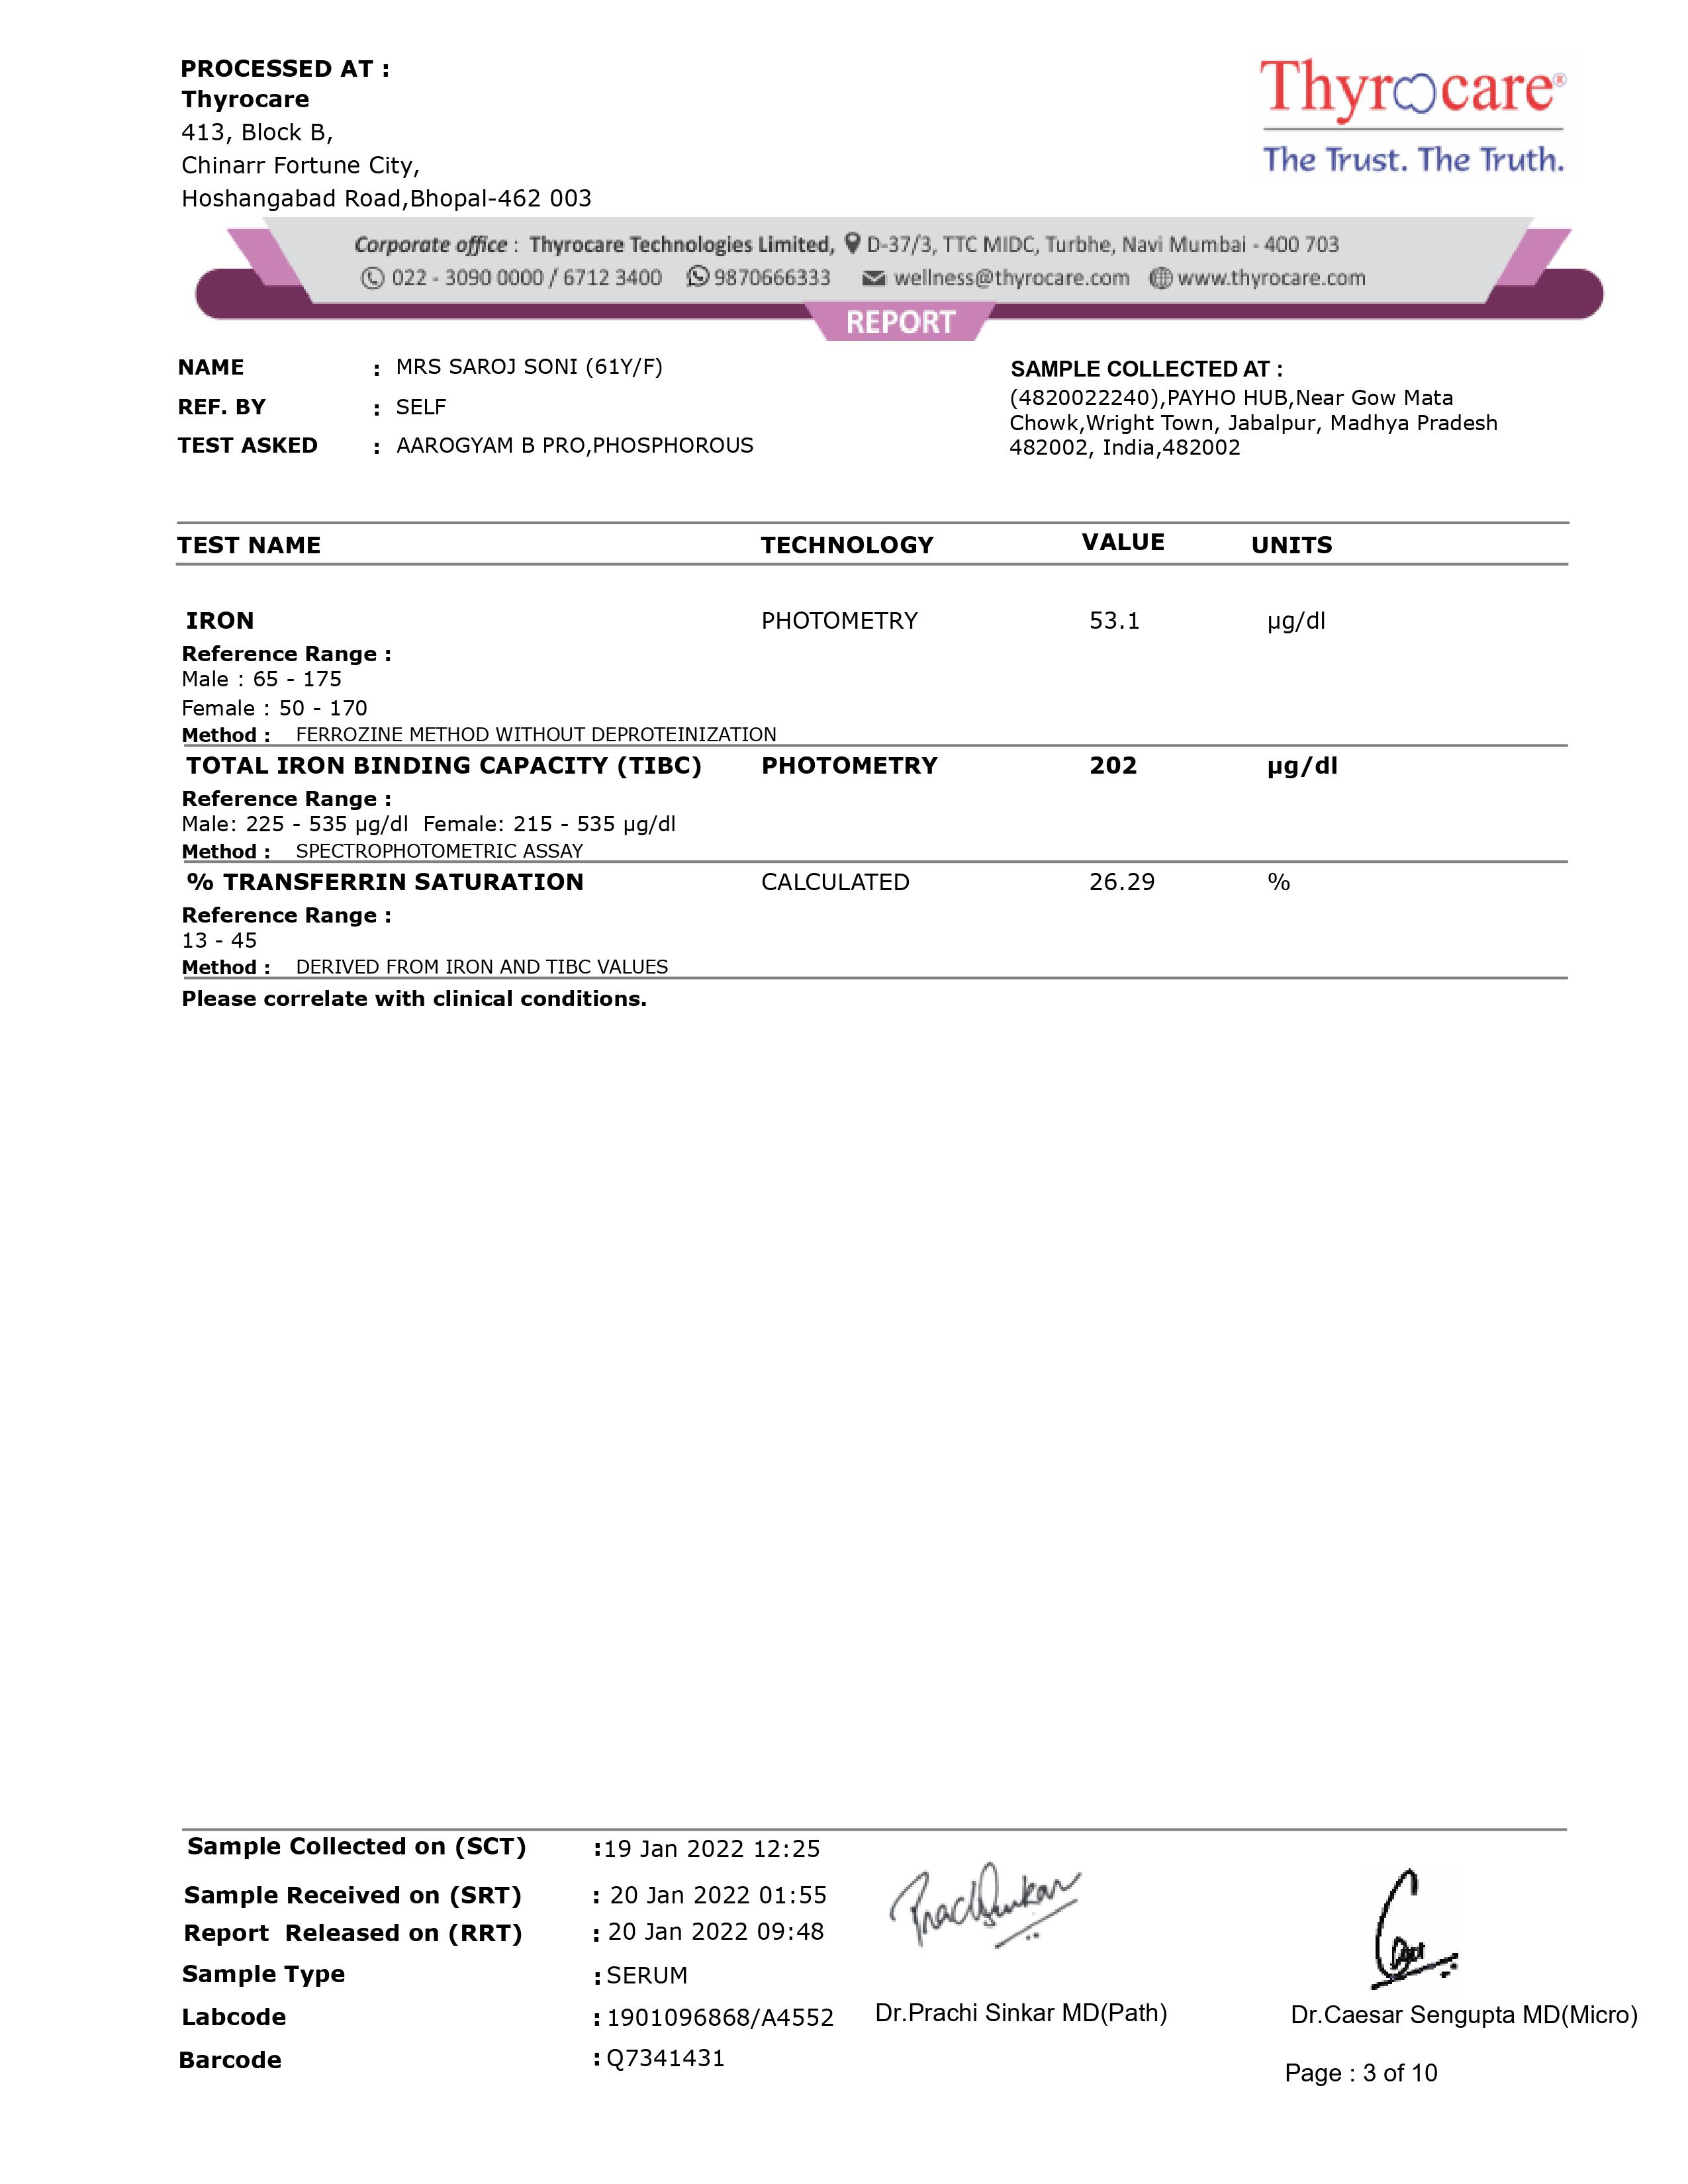 PROCESSED AT :
Thyrocare
413, Block B,
Chinarr Fortune City,
Hoshangabad Road,Bhopal-462 003
Thyrocare®
The Trust. The Truth.
Corporate office : Thyrocare Technologies Limited, D-37/3, TTC MIDC, Turbhe, Navi Mumbai - 400 703
022 - 3090 0000 / 6712 3400 9870666333 wellness@thyrocare.com www.thyrocare.com
REPORT
NAME : MRS SAROJ SONI (61Y/F)
REF. BY : SELF
TEST ASKED : AAROGYAM B PRO,PHOSPHOROUS
SAMPLE COLLECTED AT :
(4820022240),PAYHO HUB,Near Gow Mata
Chowk,Wright Town, Jabalpur, Madhya Pradesh
482002, India,482002
TEST NAME TECHNOLOGY VALUE UNITS
IRON PHOTOMETRY 53.1 µg/dl
Reference Range :
Male : 65 - 175
Female : 50 - 170
Method : FERROZINE METHOD WITHOUT DEPROTEINIZATION
TOTAL IRON BINDING CAPACITY (TIBC) PHOTOMETRY 202 µg/dl
Reference Range :
Male: 225 - 535 µg/dl Female: 215 - 535 µg/dl
Method : SPECTROPHOTOMETRIC ASSAY
% TRANSFERRIN SATURATION CALCULATED 26.29 %
Reference Range :
13 - 45
Method : DERIVED FROM IRON AND TIBC VALUES
Please correlate with clinical conditions.
Sample Collected on (SCT) :19 Jan 2022 12:25
Sample Received on (SRT) : 20 Jan 2022 01:55
Report Released on (RRT) : 20 Jan 2022 09:48
Sample Type : SERUM
Labcode : 1901096868/A4552
Barcode : Q7341431
Dr.Prachi Sinkar MD(Path)
Dr.Caesar Sengupta MD(Micro)
Page : 3 of 10